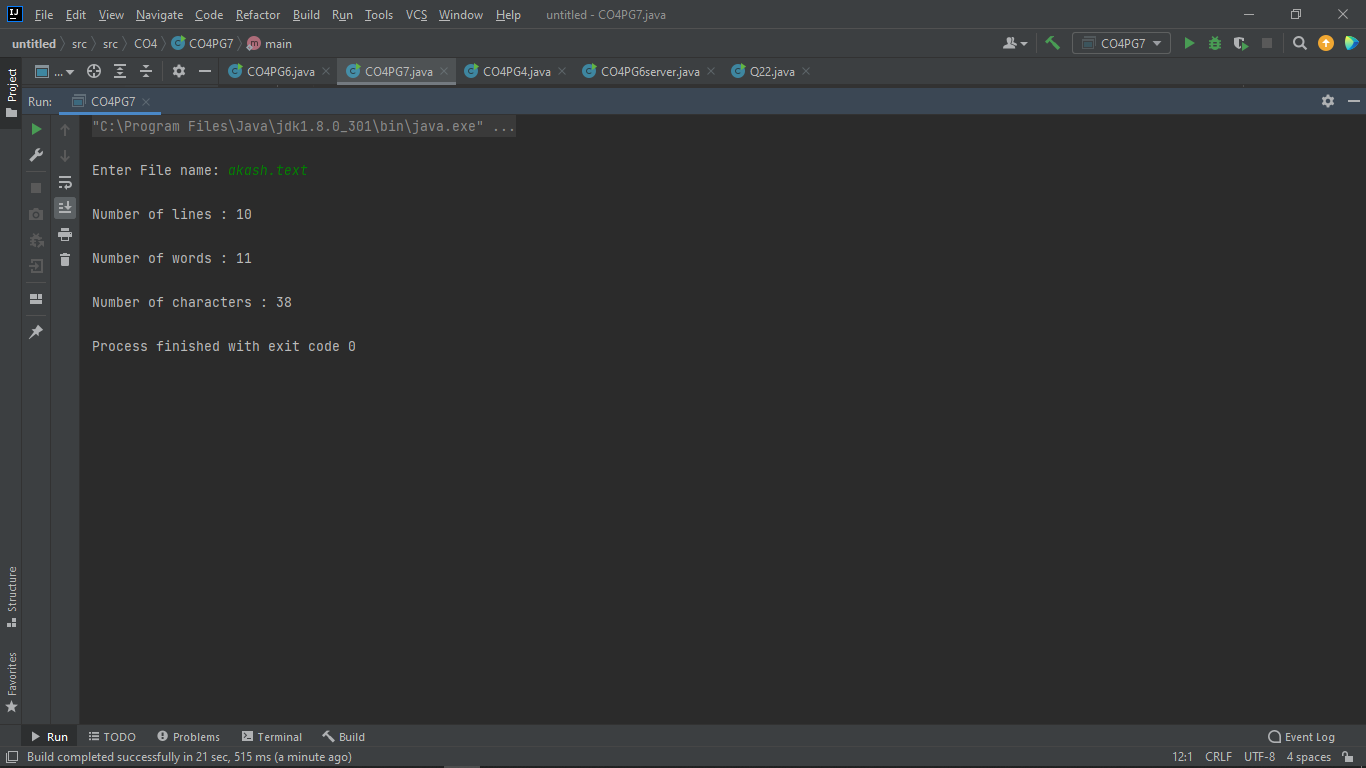 File Edit View Navigate Code Refactor Build Run Tools VCS Window Help untitled - CO4PG7.java
untitled src src CO4 CO4PG7 main CO4PG7
Project
... CO4PG6.java CO4PG7.java CO4PG4.java CO4PG6server.java Q22.java
Run: CO4PG7
"C:\Program Files\Java\jdk1.8.0_301\bin\java.exe" ...
Enter File name: akash.text
Number of lines : 10
Number of words : 11
Number of characters : 38
Process finished with exit code 0
Structure
Favorites
Run TODO Problems Terminal Build Event Log
Build completed successfully in 21 sec, 515 ms (a minute ago) 12:1 CRLF UTF-8 4 spaces